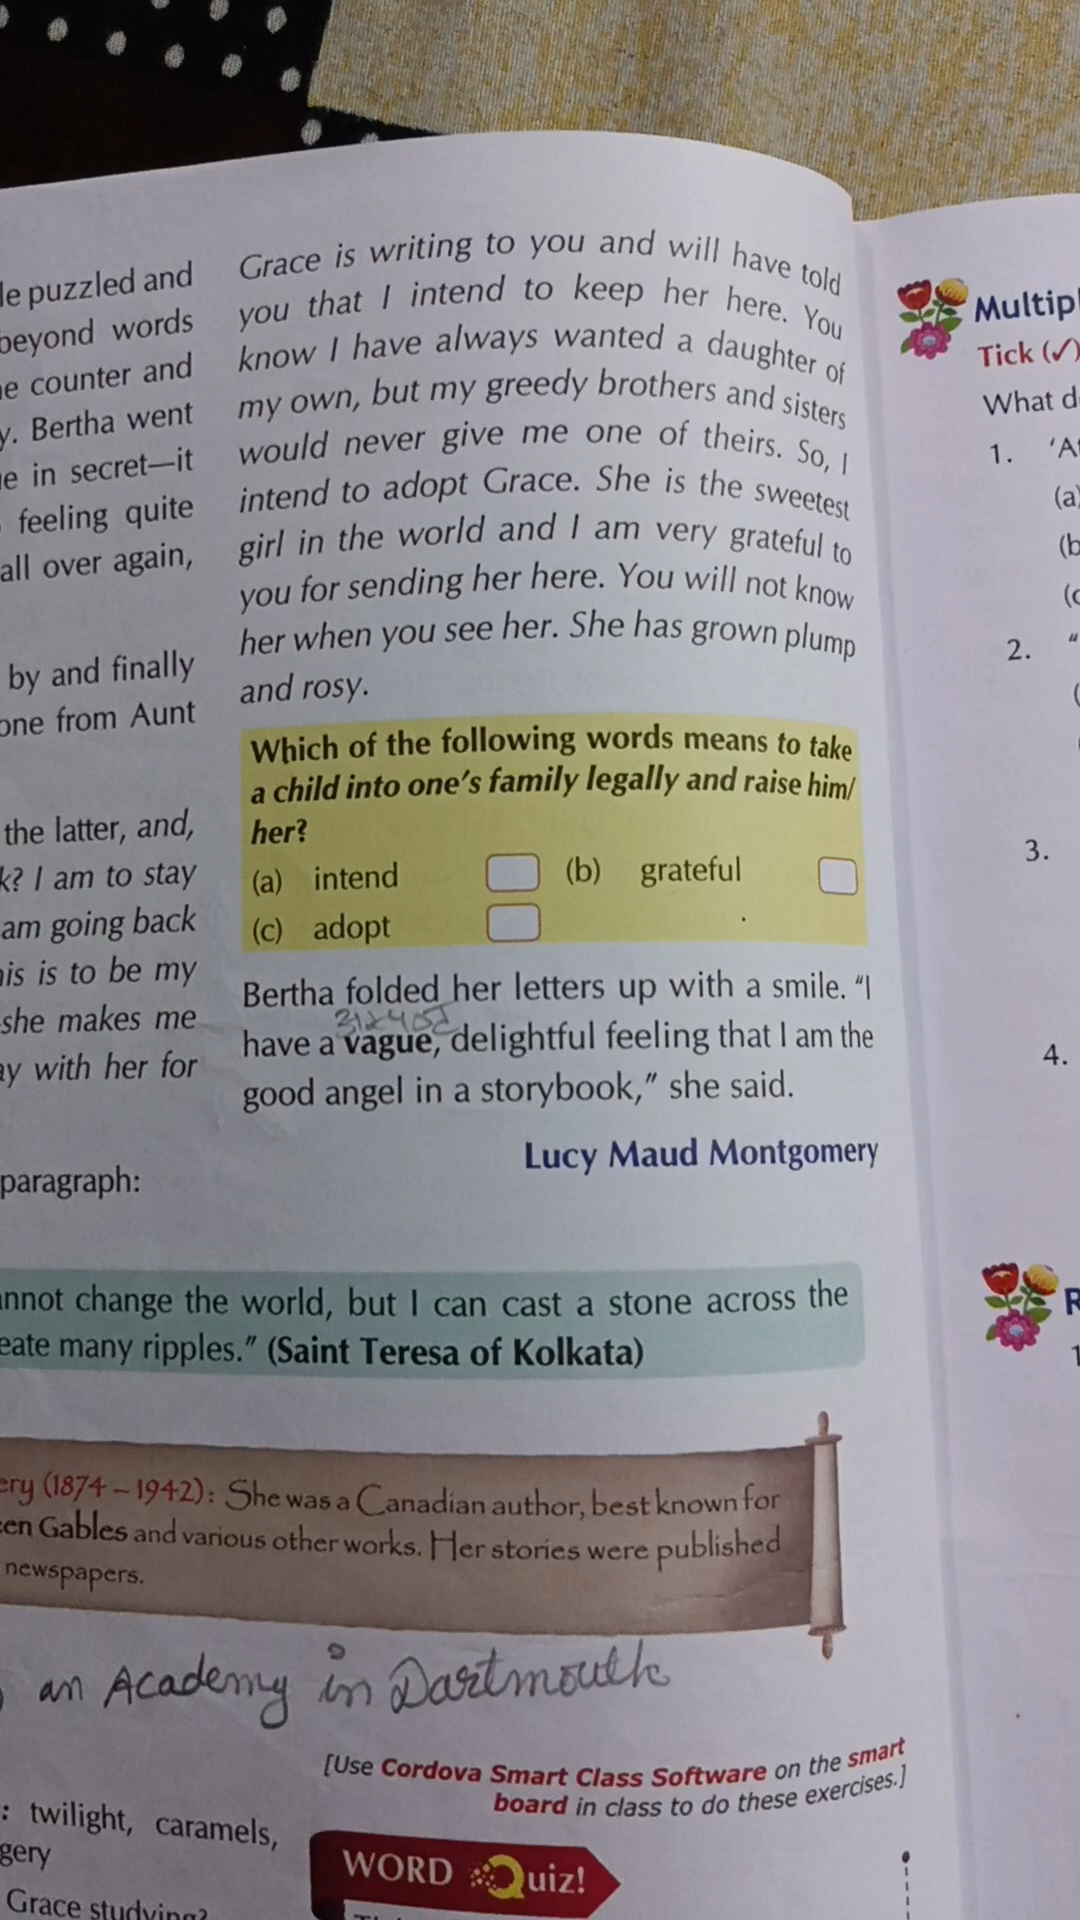 le puzzled and
beyond words
e counter and
y. Bertha went
e in secret—it
feeling quite
all over again,
by and finally
one from Aunt
the latter, and,
k? I am to stay
am going back
his is to be my
she makes me
ay with her for
paragraph:
Grace is writing to you and will have told
you that I intend to keep her here. You
know I have always wanted a daughter of
my own, but my greedy brothers and sisters
would never give me one of theirs. So, I
intend to adopt Grace. She is the sweetest
girl in the world and I am very grateful to
you for sending her here. You will not know
her when you see her. She has grown plump
and rosy.
Which of the following words means to take
a child into one's family legally and raise him/
her?
(a) intend (b) grateful
(c) adopt
Bertha folded her letters up with a smile. "I
have a vague, delightful feeling that I am the
good angel in a storybook," she said.
Lucy Maud Montgomery
annot change the world, but I can cast a stone across the
eate many ripples." (Saint Teresa of Kolkata)
ery (1874 – 1942): She was a Canadian author, best known for
en Gables and various other works. Her stories were published
newspapers.
an Academy in Dartmouth
[Use Cordova Smart Class Software on the smart
board in class to do these exercises.]
: twilight, caramels,
gery
Grace studying?
WORD Quiz!
Multipl
Tick (✓)
What d
1. 'A
(a)
(b
(c
2. "
(
3.
4.
R
1